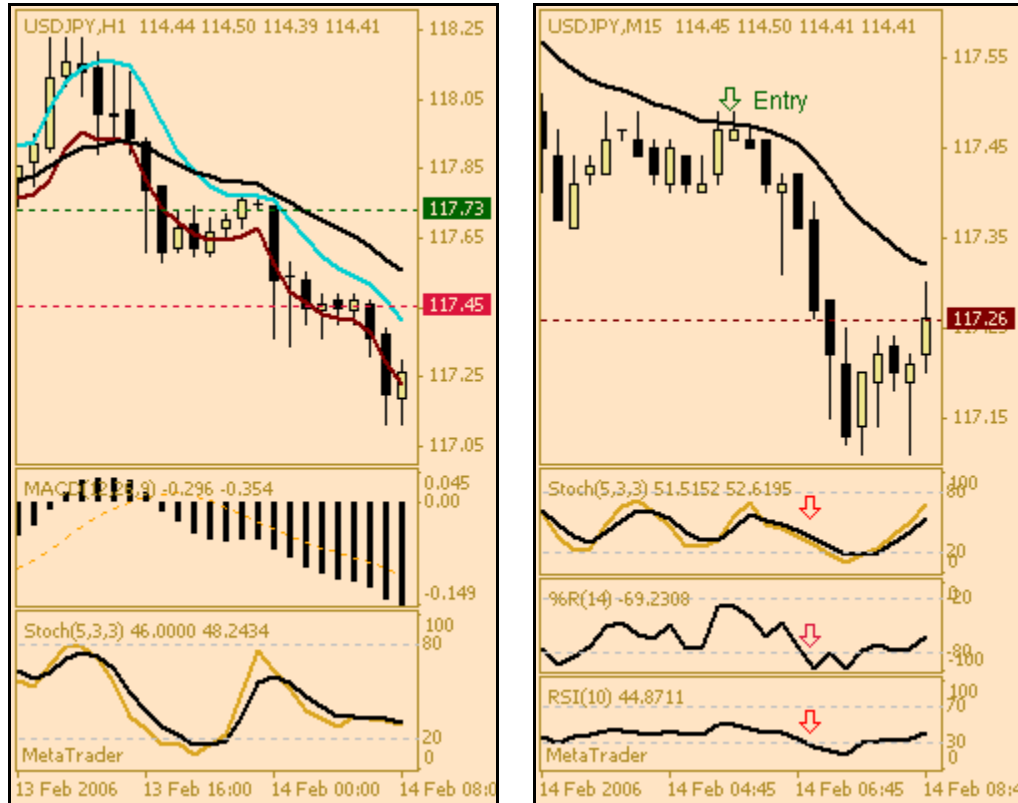 USDJPY,H1 114.44 114.50 114.39 114.41
118.25
118.05
117.85
117.73
117.65
117.45
117.25
117.05
MACD(12,26,9) -0.296 -0.354
0.045
0.00
-0.149
Stoch(5,3,3) 46.0000 48.2434
100
80
20
0
MetaTrader
13 Feb 2006 13 Feb 16:00 14 Feb 00:00 14 Feb 08:0
USDJPY,M15 114.45 114.50 114.41 114.41
117.55
Entry
117.45
117.35
117.26
117.15
Stoch(5,3,3) 51.5152 52.6195
100
80
20
0
%R(14) -69.2308
0
-20
-80
-100
RSI(10) 44.8711
100
70
30
0
MetaTrader
14 Feb 2006 14 Feb 04:45 14 Feb 06:45 14 Feb 08:4